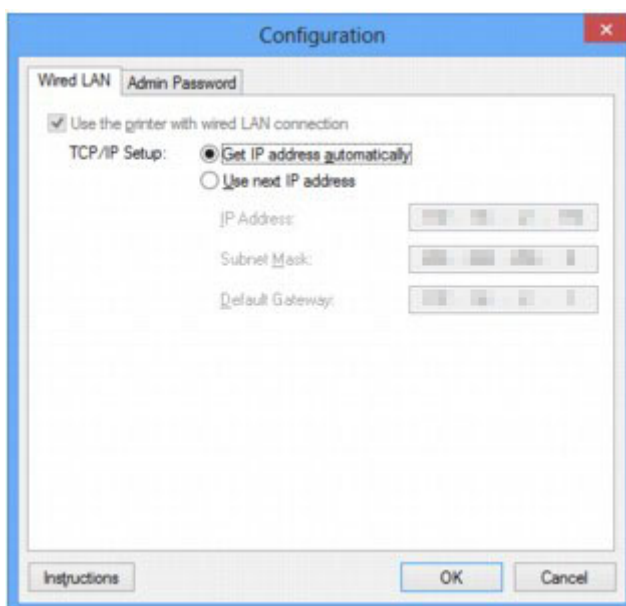 Configuration
Wired LAN Admin Password
Use the printer with wired LAN connection
TCP/IP Setup: Get IP address automatically
Use next IP address
IP Address:
Subnet Mask:
Default Gateway:
Instructions OK Cancel